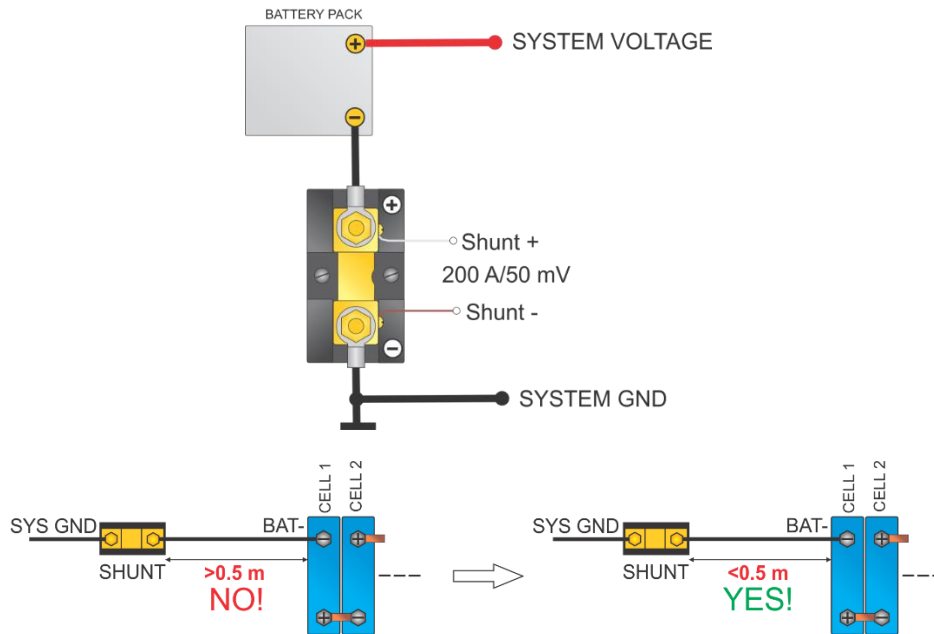 BATTERY PACK
+
SYSTEM VOLTAGE
−
+
Shunt +
200 A/50 mV
Shunt -
−
SYSTEM GND
CELL 1
CELL 2
SYS GND
BAT-
SHUNT
>0.5 m
NO!
CELL 1
CELL 2
SYS GND
BAT-
SHUNT
<0.5 m
YES!